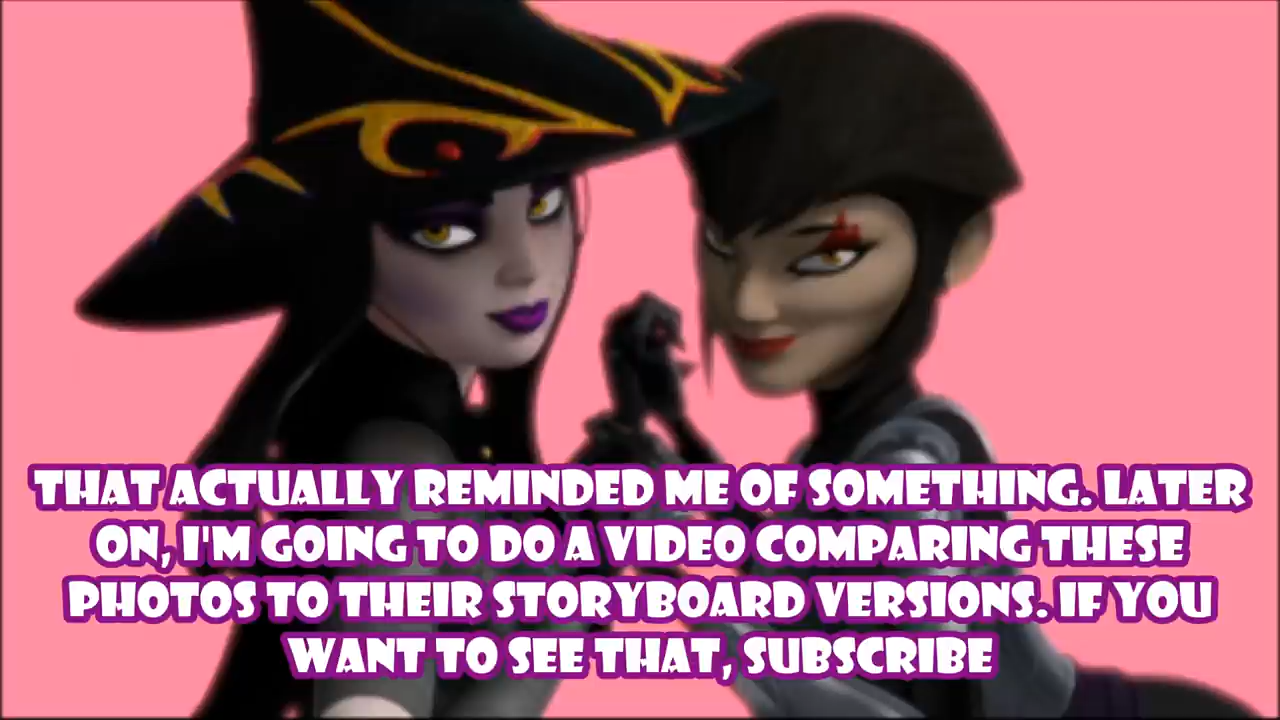 THAT ACTUALLY REMINDED ME OF SOMETHING. LATER
ON, I'M GOING TO DO A VIDEO COMPARING THESE
PHOTOS TO THEIR STORYBOARD VERSIONS. IF YOU
WANT TO SEE THAT, SUBSCRIBE